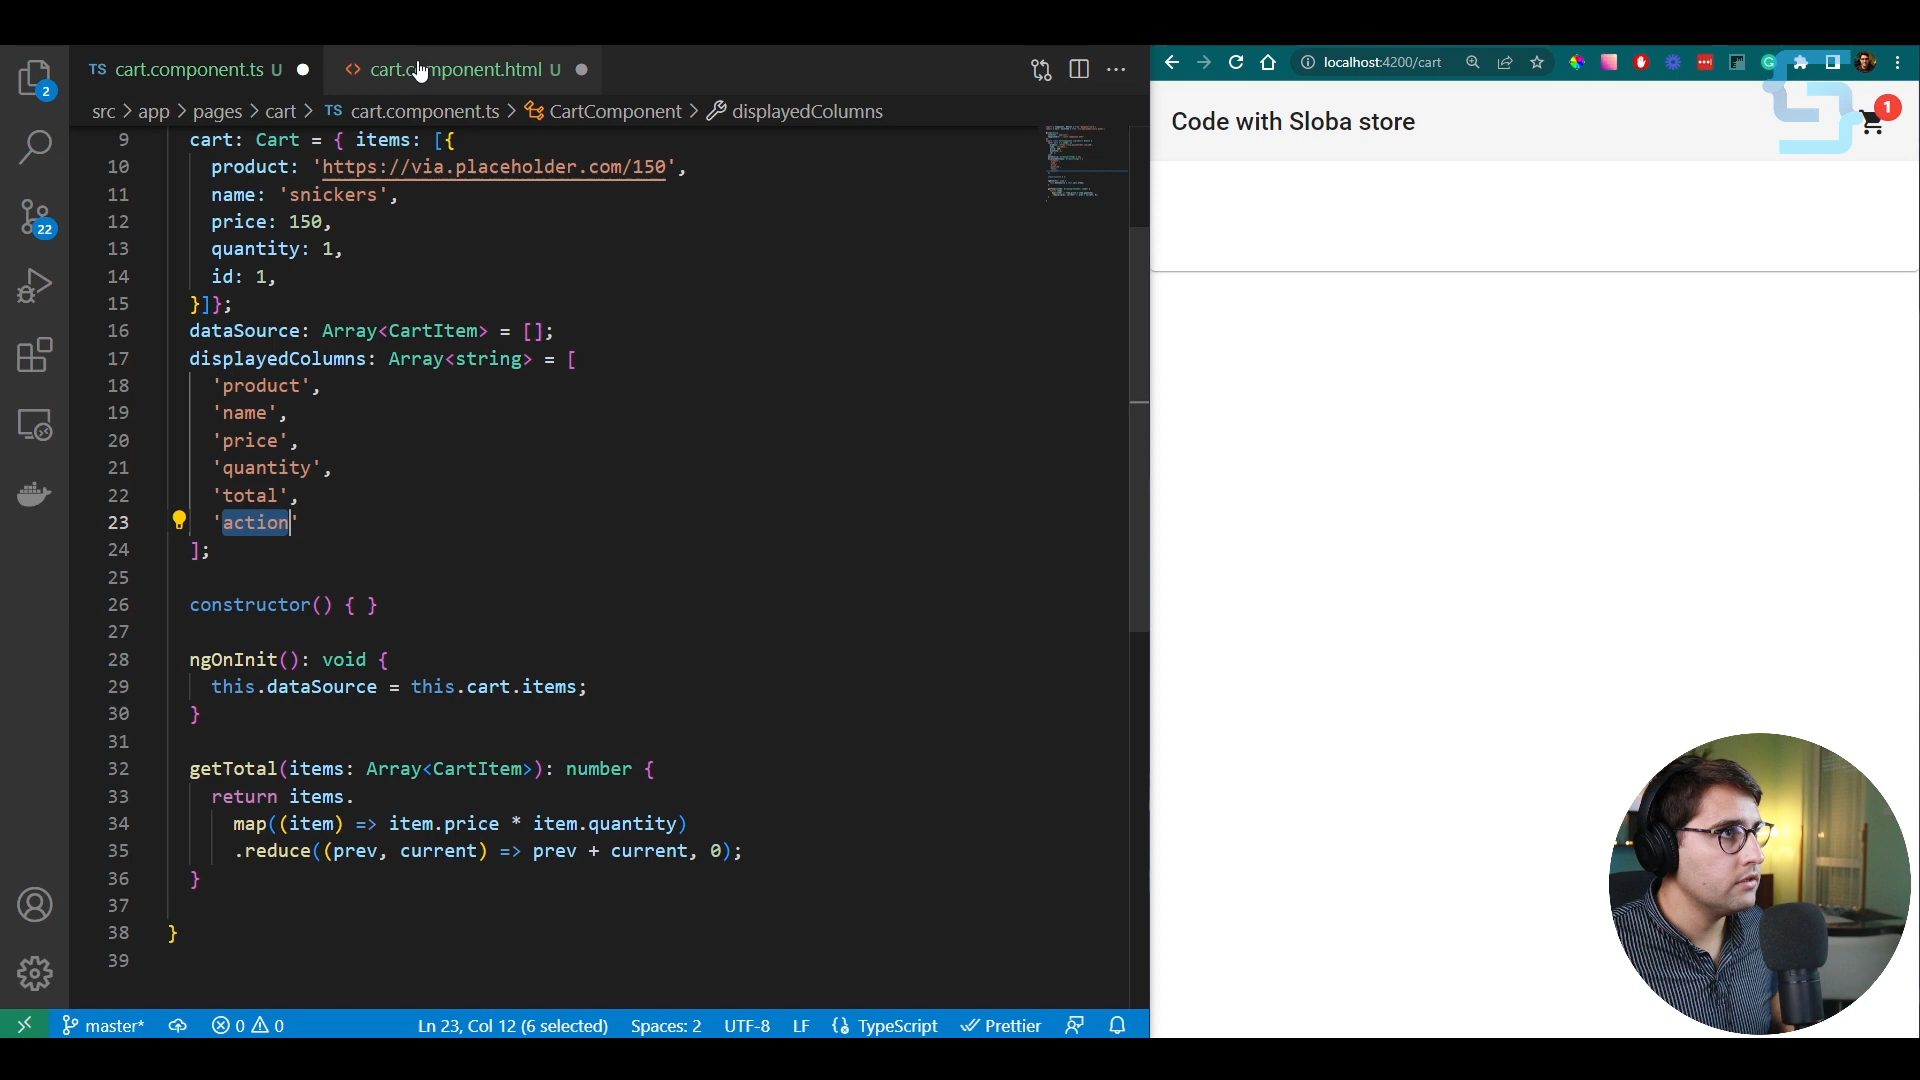 TS cart.component.ts U
<> cart.component.html U
src > app > pages > cart > TS cart.component.ts > CartComponent > displayedColumns
2
22
9 cart: Cart = { items: [{
10 product: 'https://via.placeholder.com/150',
11 name: 'snickers',
12 price: 150,
13 quantity: 1,
14 id: 1,
15 }]};
16 dataSource: Array<CartItem> = [];
17 displayedColumns: Array<string> = [
18 'product',
19 'name',
20 'price',
21 'quantity',
22 'total',
23 'action'
24 ];
25
26 constructor() { }
27
28 ngOnInit(): void {
29 this.dataSource = this.cart.items;
30 }
31
32 getTotal(items: Array<CartItem>): number {
33 return items.
34 map((item) => item.price * item.quantity)
35 .reduce((prev, current) => prev + current, 0);
36 }
37
38 }
39
master* 0 0 Ln 23, Col 12 (6 selected) Spaces: 2 UTF-8 LF TypeScript Prettier
localhost:4200/cart
Code with Sloba store
1